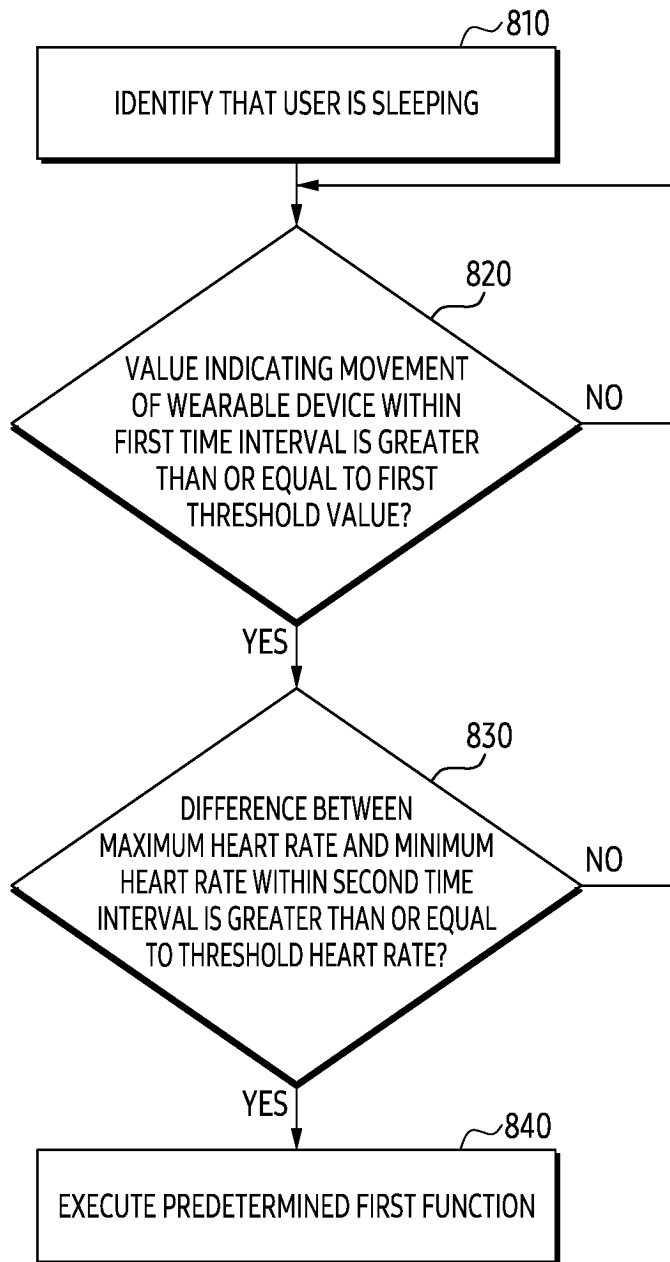 810
IDENTIFY THAT USER IS SLEEPING
820
VALUE INDICATING MOVEMENT
OF WEARABLE DEVICE WITHIN
FIRST TIME INTERVAL IS GREATER
THAN OR EQUAL TO FIRST
THRESHOLD VALUE?
NO
YES
830
DIFFERENCE BETWEEN
MAXIMUM HEART RATE AND MINIMUM
HEART RATE WITHIN SECOND TIME
INTERVAL IS GREATER THAN OR EQUAL
TO THRESHOLD HEART RATE?
NO
YES
840
EXECUTE PREDETERMINED FIRST FUNCTION